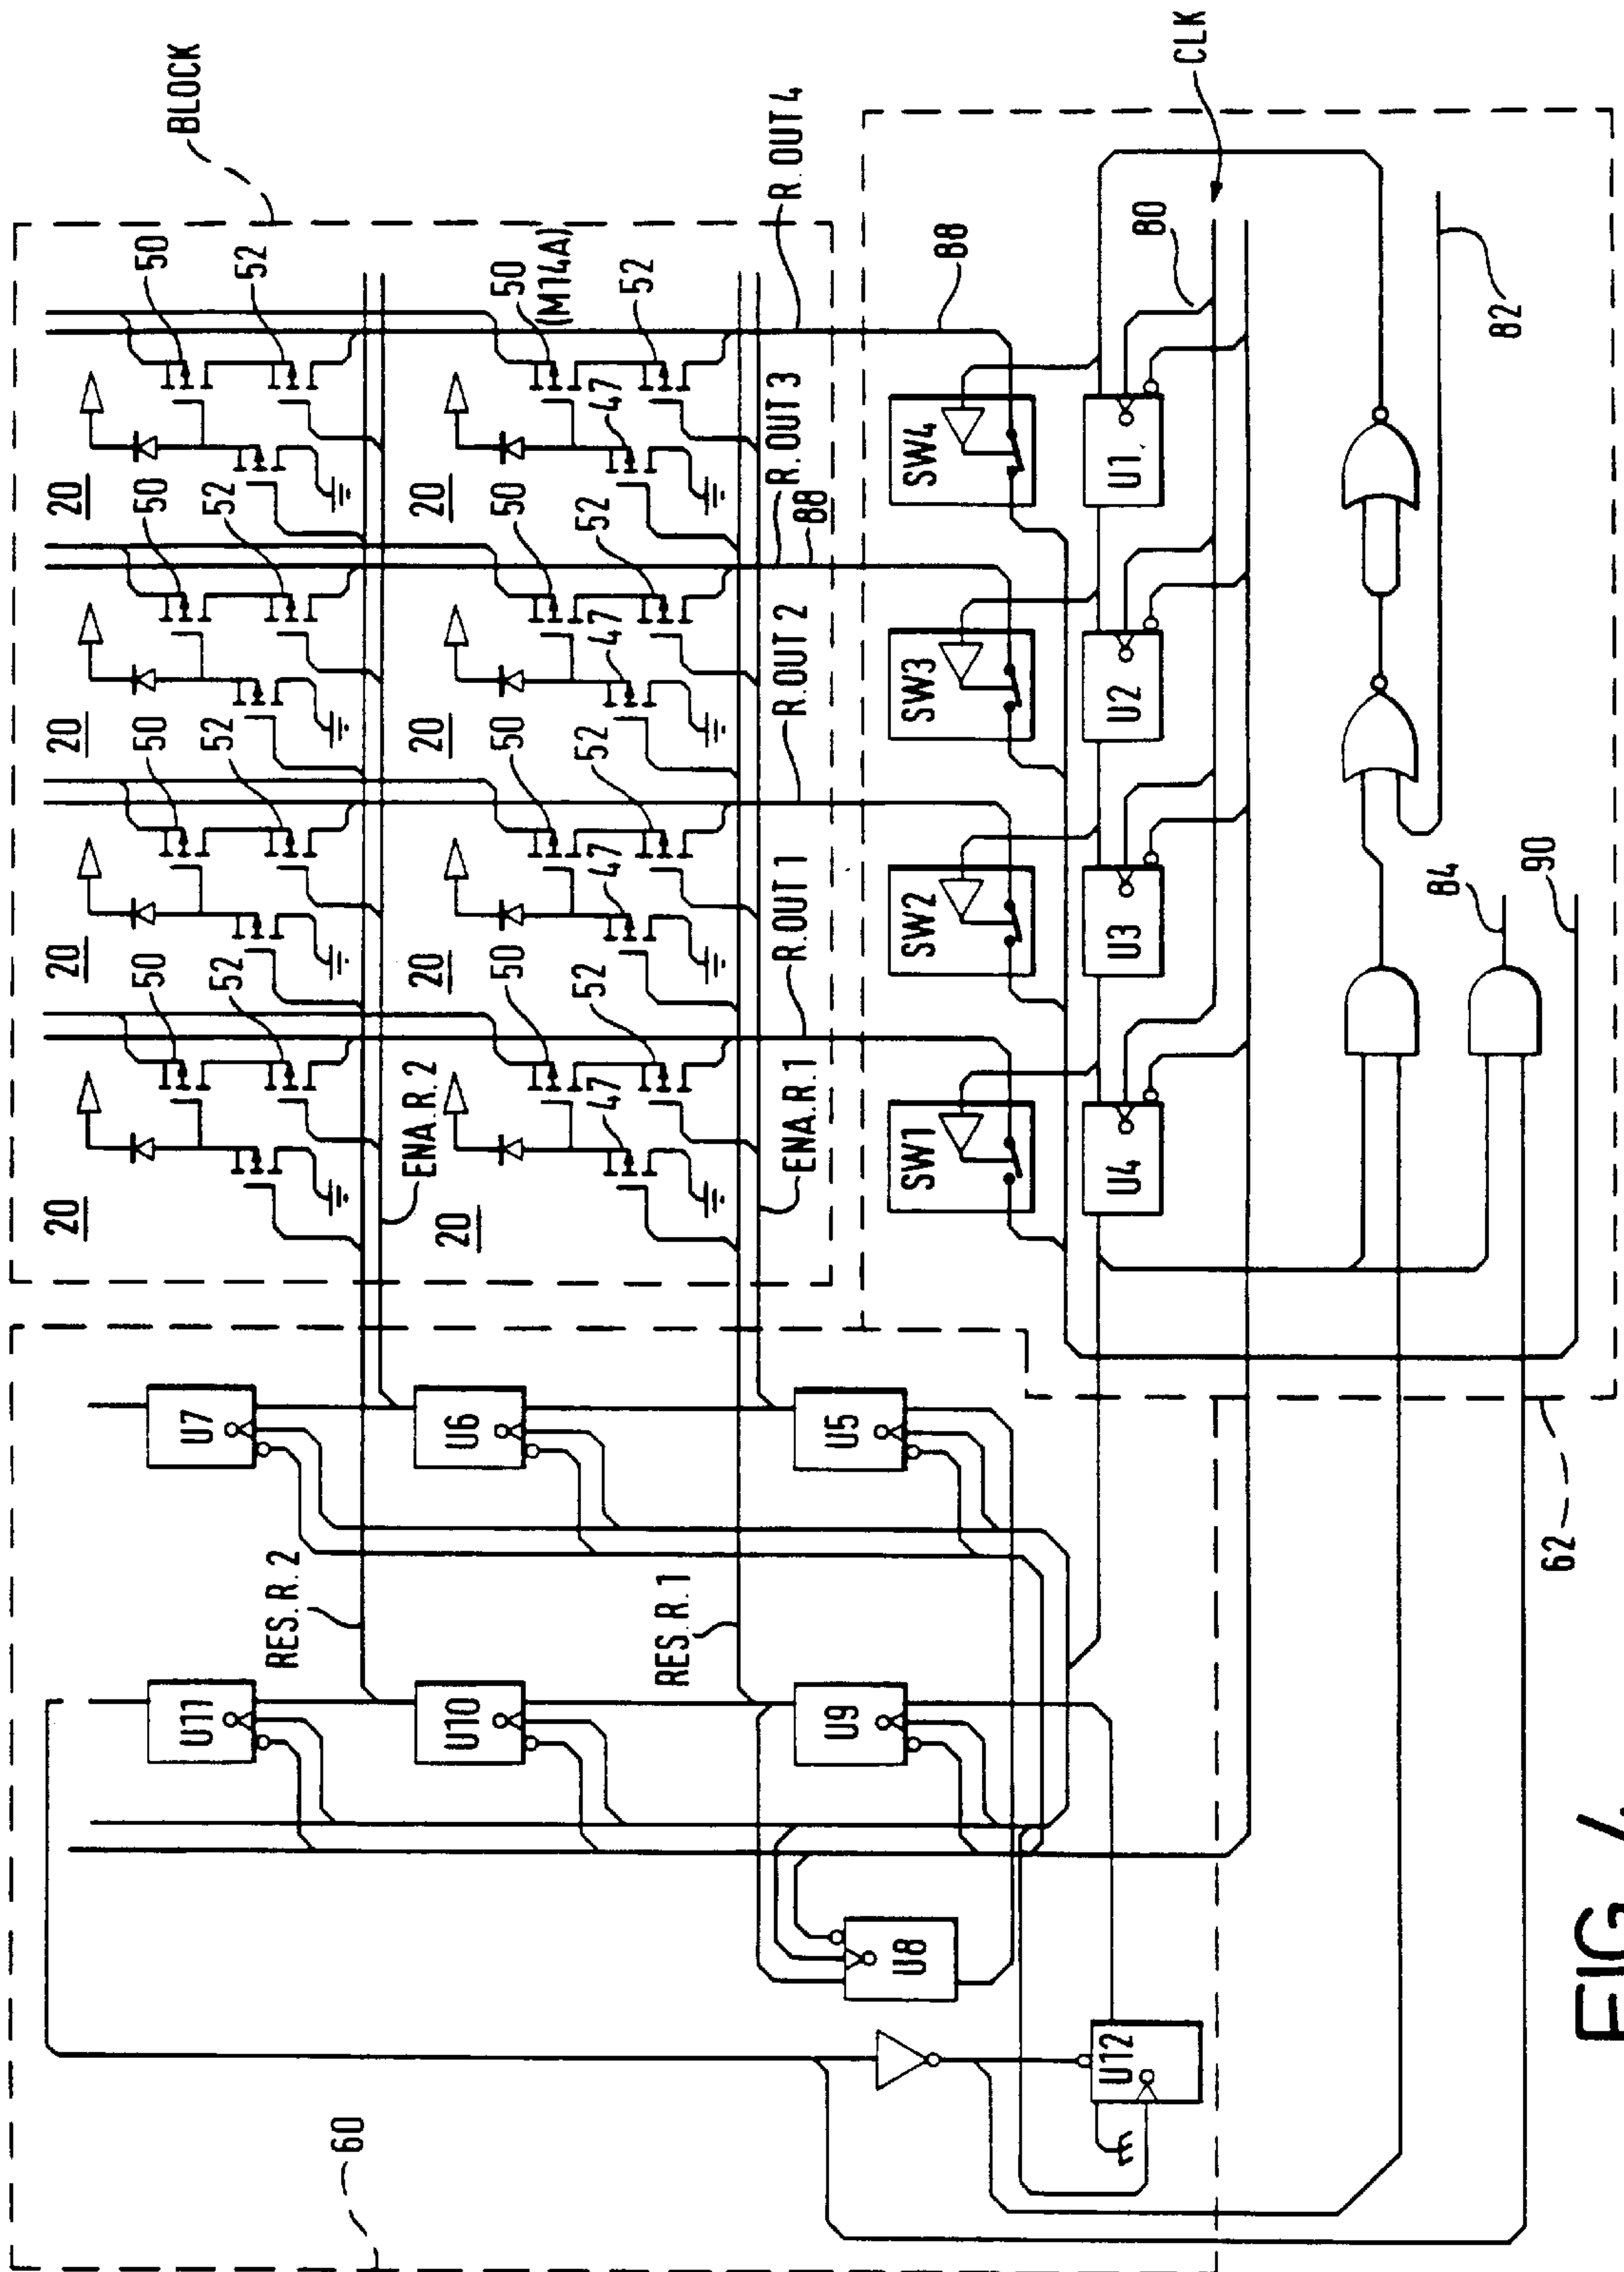 BLOCK
50
52
50
52
50
52
50
52
20
20
20
20
ENA.R.2
50
(M14A)
52
47
50
52
47
50
52
47
50
52
47
20
20
20
20
R.OUT 4
R.OUT 3
88
R.OUT 2
R.OUT 1
ENA.R.1
88
SW4
SW3
SW2
SW1
U1
U2
U3
U4
80
CLK
82
84
90
62
U7
U6
U5
RES.R.2
RES.R.1
U11
U10
U9
U8
U12
60
FIG. 4